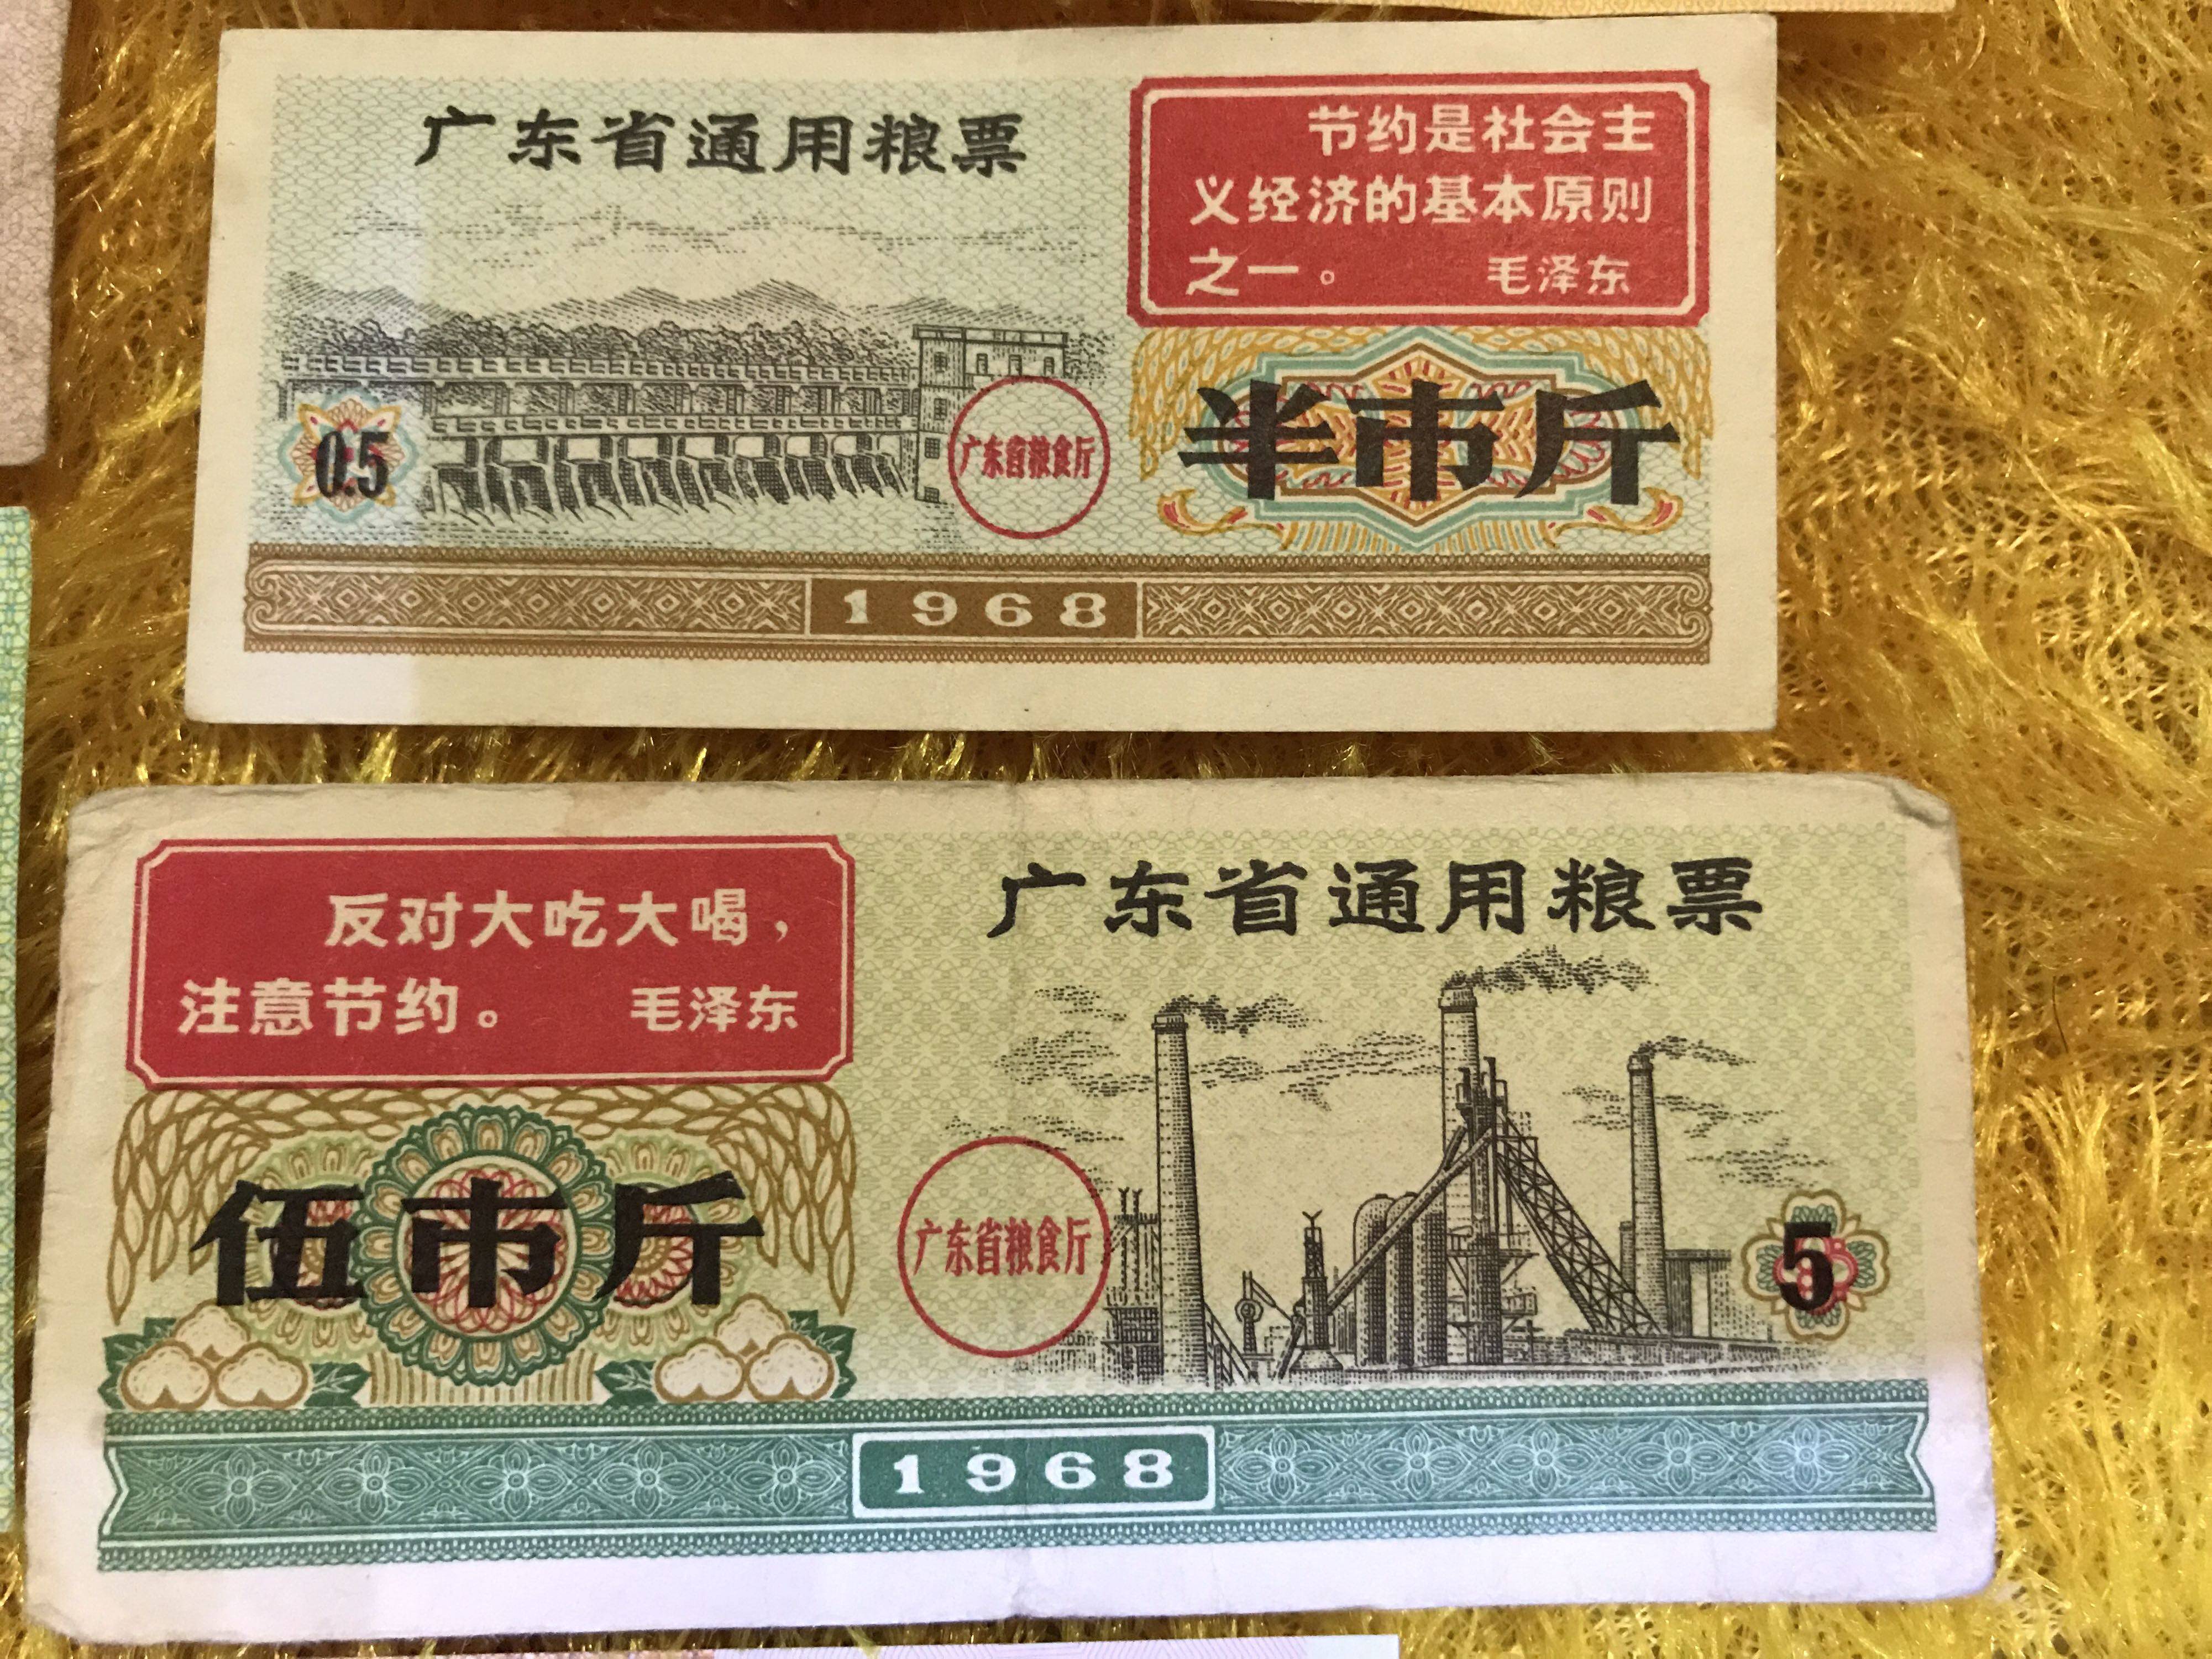 广东省通用粮票
节约是社会主
义经济的基本原则
之一。 毛泽东
0.5
广东省粮食厅
半市斤
1968
反对大吃大喝，
注意节约。 毛泽东
广东省通用粮票
伍市斤
广东省粮食厅
5
1968